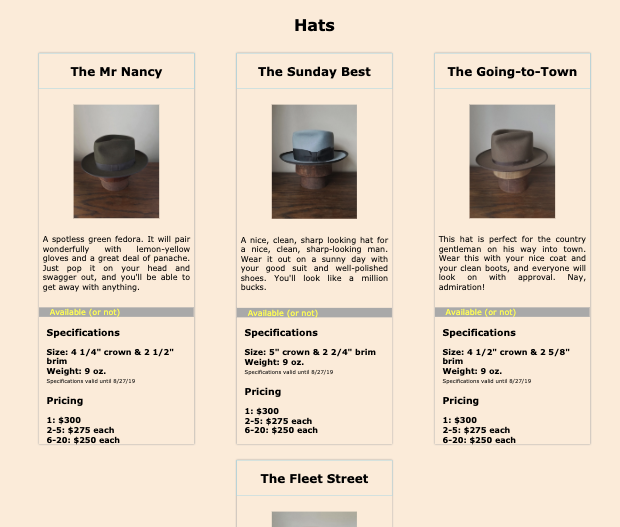 Hats
The Mr Nancy
A spotless green fedora. It will pair
wonderfully with lemon-yellow
gloves and a great deal of panache.
Just pop it on your head and
swagger out, and you'll be able to
get away with anything.
Available (or not)
Specifications
Size: 4 1/4" crown & 2 1/2"
brim
Weight: 9 oz.
Specifications valid until 8/27/19
Pricing
1: $300
2-5: $275 each
6-20: $250 each
The Sunday Best
A nice, clean, sharp looking hat for
a nice, clean, sharp-looking man.
Wear it out on a sunny day with
your good suit and well-polished
shoes. You'll look like a million
bucks.
Available (or not)
Specifications
Size: 5" crown & 2 2/4" brim
Weight: 9 oz.
Specifications valid until 8/27/19
Pricing
1: $300
2-5: $275 each
6-20: $250 each
The Going-to-Town
This hat is perfect for the country
gentleman on his way into town.
Wear this with your nice coat and
your clean boots, and everyone will
look on with approval. Nay,
admiration!
Available (or not)
Specifications
Size: 4 1/2" crown & 2 5/8"
brim
Weight: 9 oz.
Specifications valid until 8/27/19
Pricing
1: $300
2-5: $275 each
6-20: $250 each
The Fleet Street